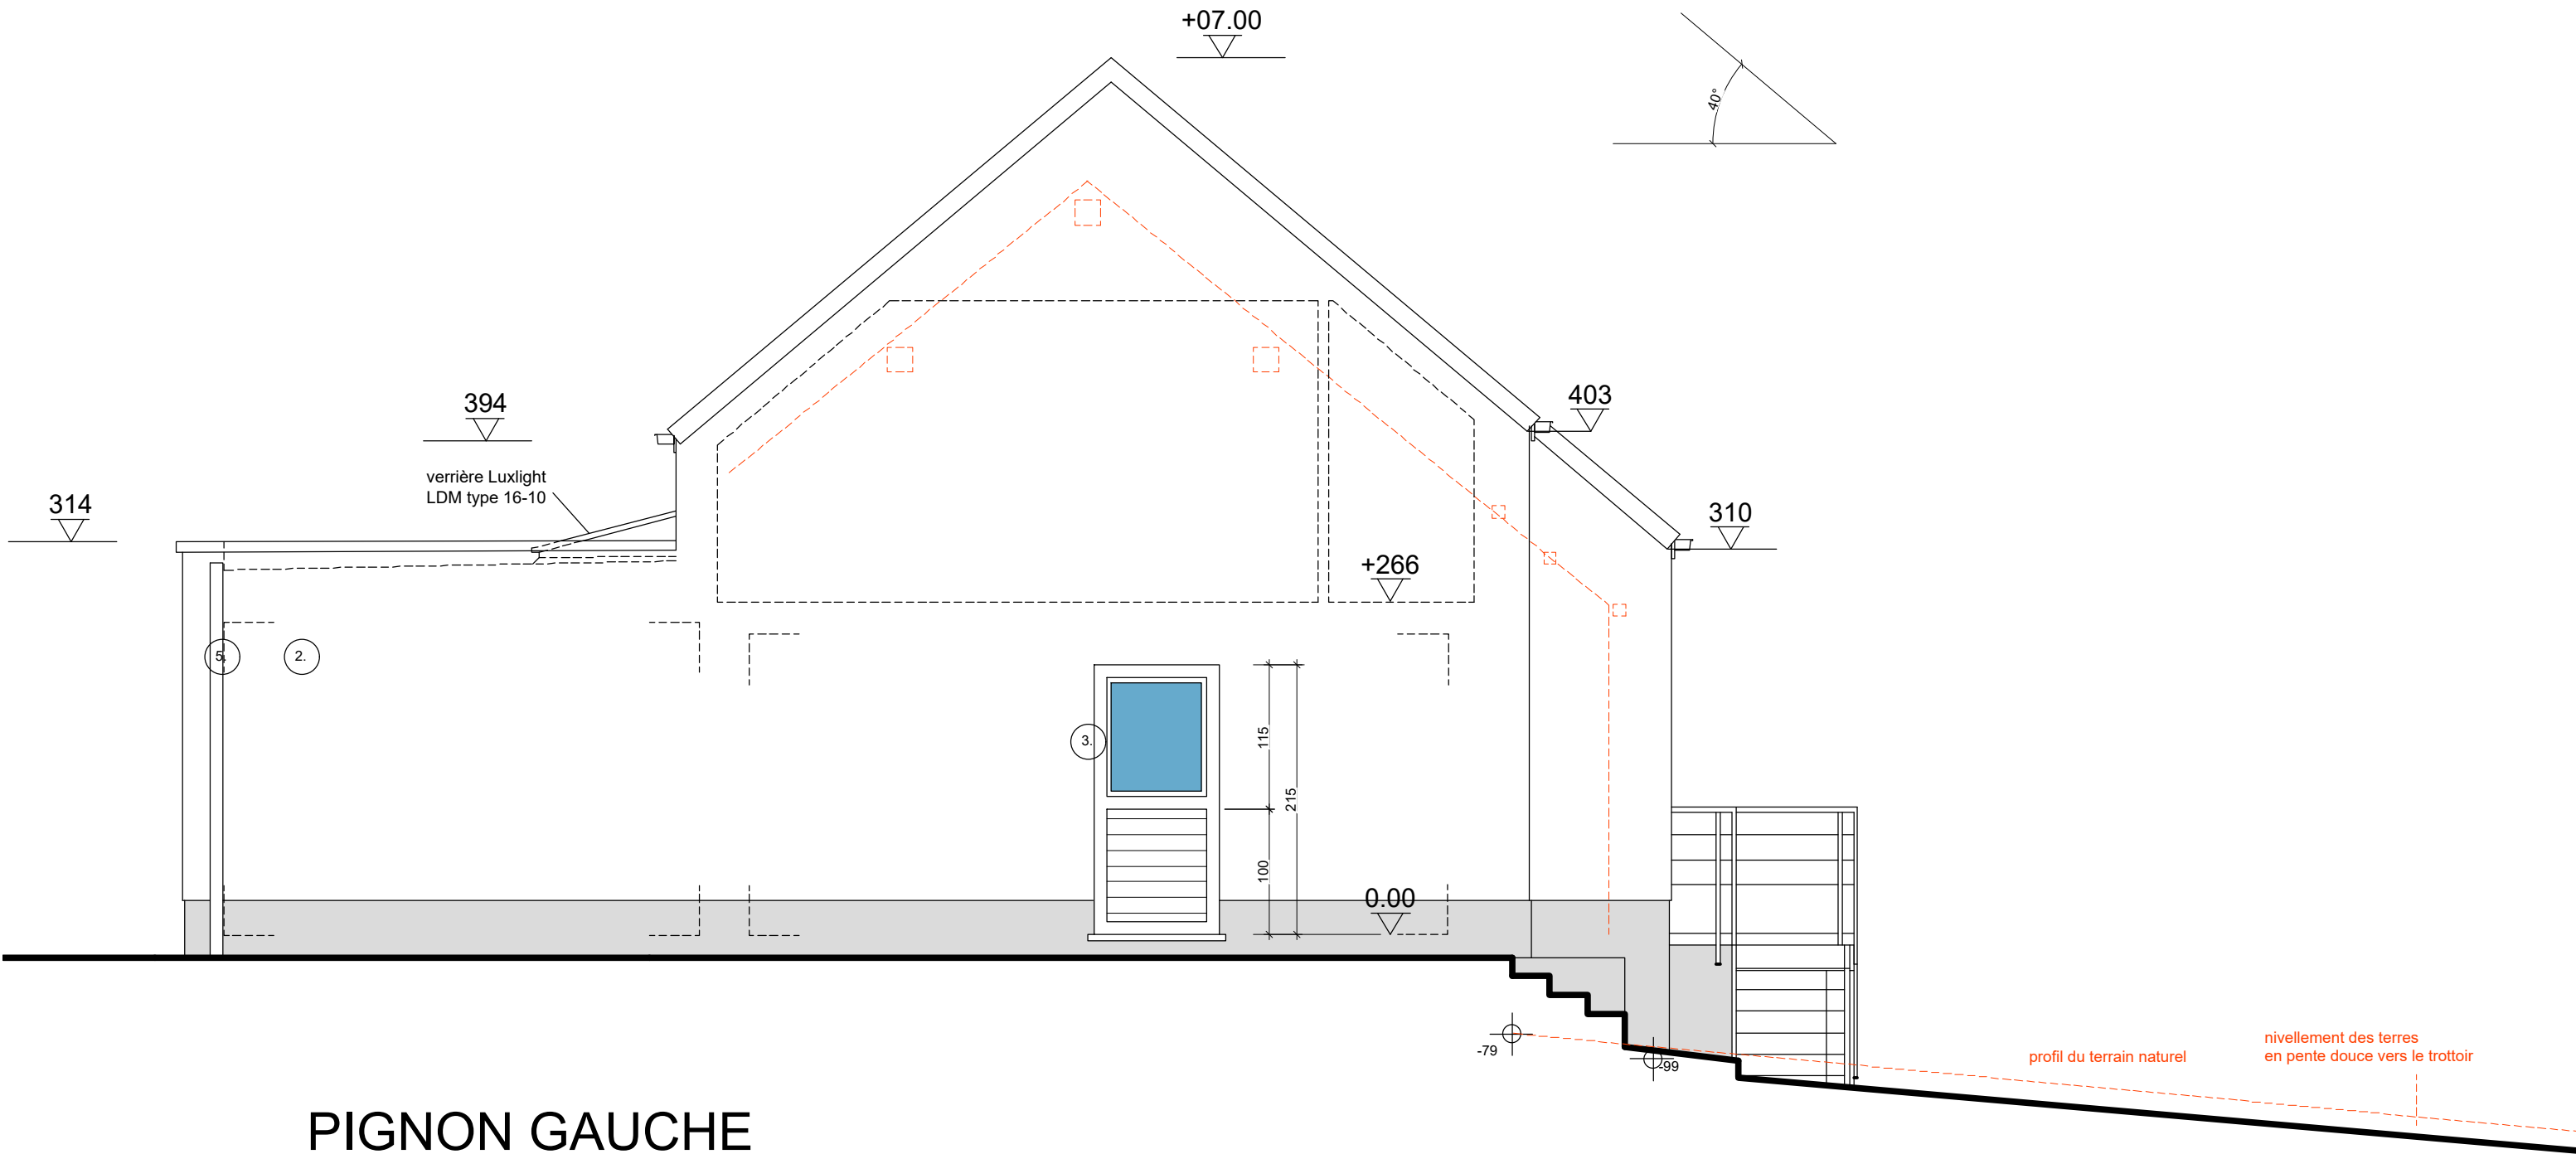 +07.00
40°
394
403
verrière Luxlight
LDM type 16-10
314
310
+266
5.
2.
3.
115
215
100
0.00
-79
-99
profil du terrain naturel
nivellement des terres
en pente douce vers le trottoir
PIGNON GAUCHE